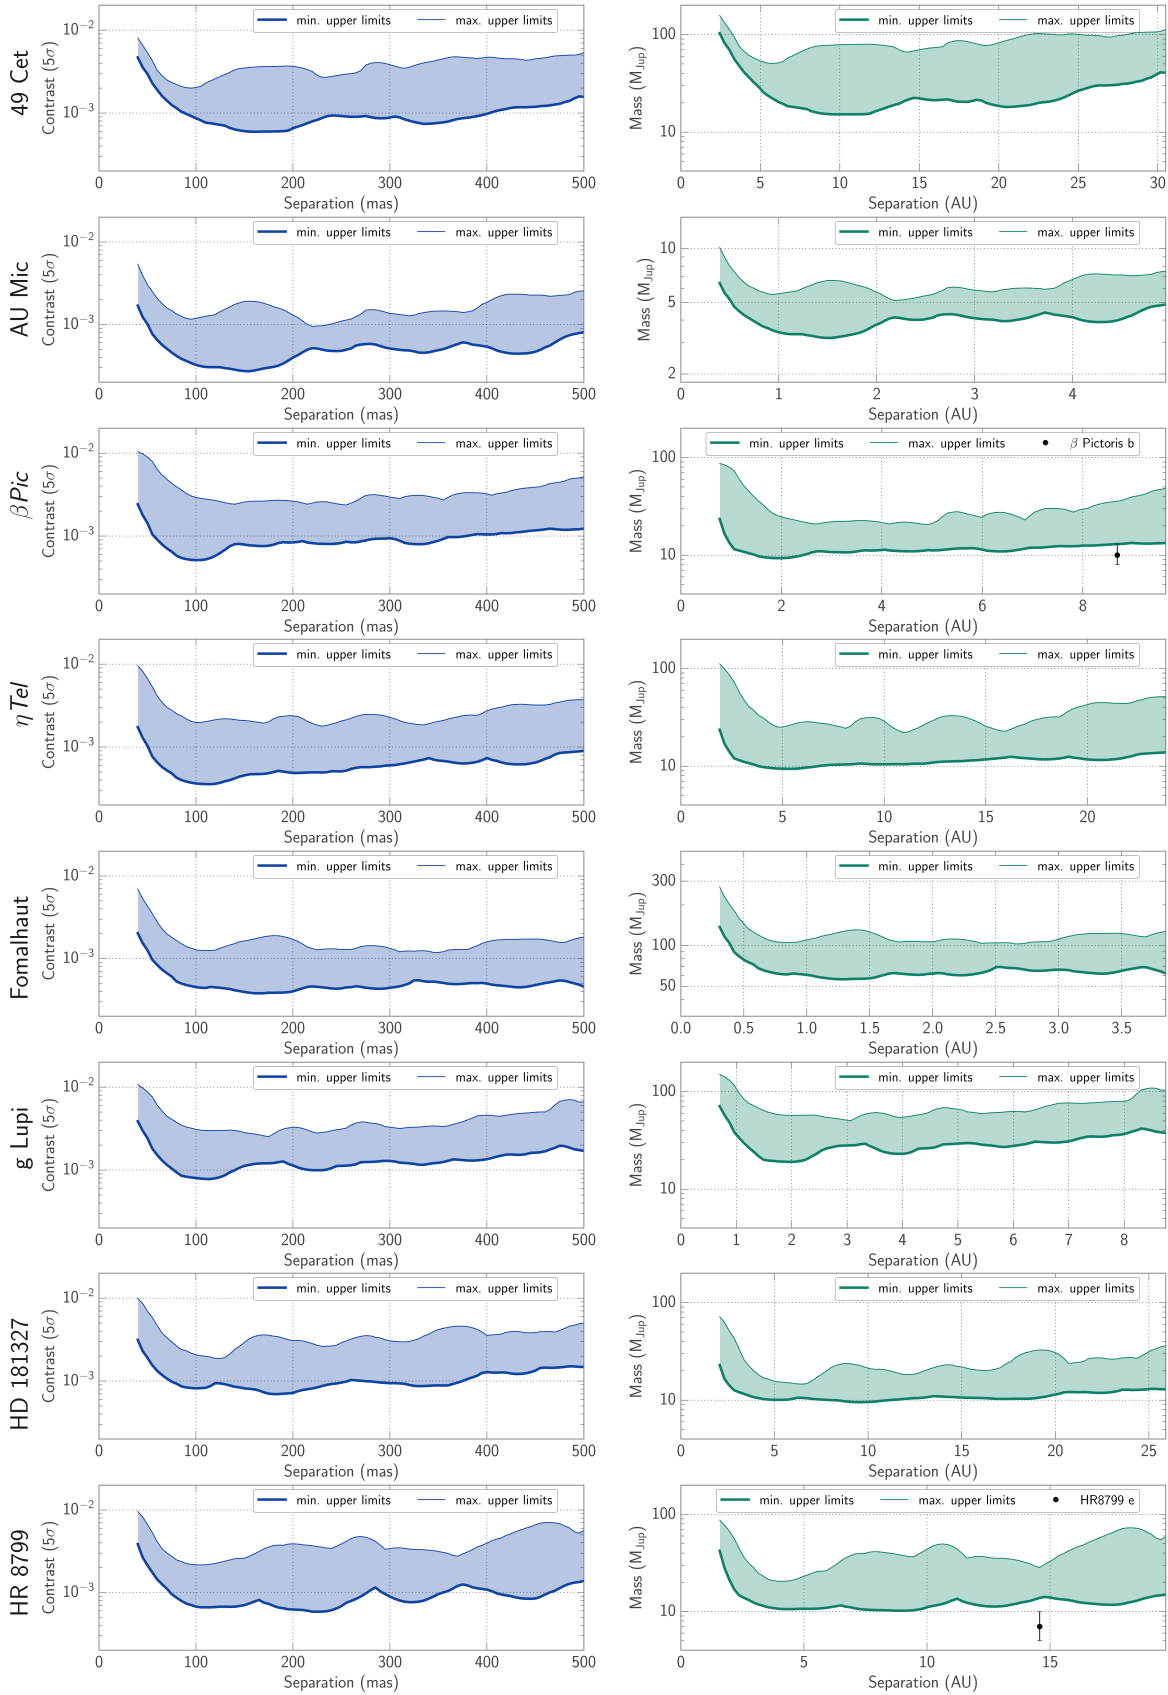 49 Cet
Contrast (5σ)
10⁻²
10⁻³
min. upper limits max. upper limits
0 100 200 300 400 500
Separation (mas)
Mass (M_Jup)
100
10
min. upper limits max. upper limits
0 5 10 15 20 25 30
Separation (AU)
AU Mic
Contrast (5σ)
10⁻²
10⁻³
min. upper limits max. upper limits
0 100 200 300 400 500
Separation (mas)
Mass (M_Jup)
10
5
2
min. upper limits max. upper limits
0 1 2 3 4
Separation (AU)
βPic
Contrast (5σ)
10⁻²
10⁻³
min. upper limits max. upper limits
0 100 200 300 400 500
Separation (mas)
Mass (M_Jup)
100
10
min. upper limits max. upper limits β Pictoris b
0 2 4 6 8
Separation (AU)
ηTel
Contrast (5σ)
10⁻²
10⁻³
min. upper limits max. upper limits
0 100 200 300 400 500
Separation (mas)
Mass (M_Jup)
100
10
min. upper limits max. upper limits
0 5 10 15 20
Separation (AU)
Fomalhaut
Contrast (5σ)
10⁻²
10⁻³
min. upper limits max. upper limits
0 100 200 300 400 500
Separation (mas)
Mass (M_Jup)
300
100
50
min. upper limits max. upper limits
0.0 0.5 1.0 1.5 2.0 2.5 3.0 3.5
Separation (AU)
g Lupi
Contrast (5σ)
10⁻²
10⁻³
min. upper limits max. upper limits
0 100 200 300 400 500
Separation (mas)
Mass (M_Jup)
100
10
min. upper limits max. upper limits
0 1 2 3 4 5 6 7 8
Separation (AU)
HD 181327
Contrast (5σ)
10⁻²
10⁻³
min. upper limits max. upper limits
0 100 200 300 400 500
Separation (mas)
Mass (M_Jup)
100
10
min. upper limits max. upper limits
0 5 10 15 20 25
Separation (AU)
HR 8799
Contrast (5σ)
10⁻²
10⁻³
min. upper limits max. upper limits
0 100 200 300 400 500
Separation (mas)
Mass (M_Jup)
100
10
min. upper limits max. upper limits HR8799 e
0 5 10 15
Separation (AU)